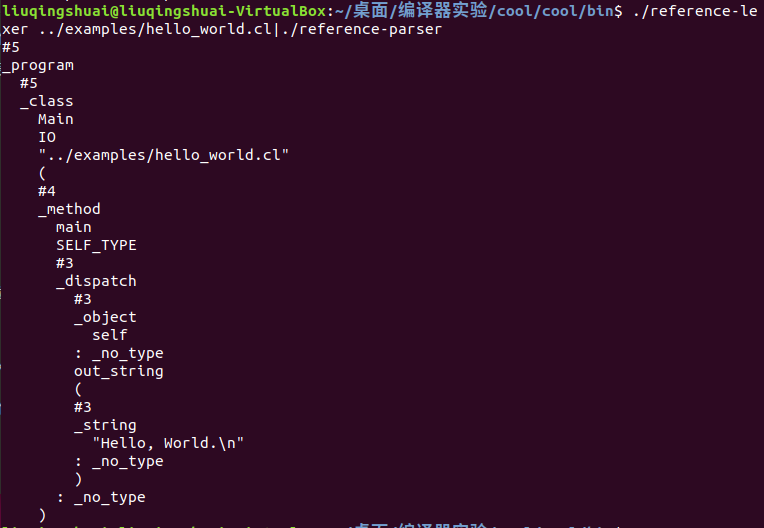 liuqingshuai@liuqingshuai-VirtualBox:~/桌面/编译器实验/cool/cool/bin$ ./reference-le
xer ../examples/hello_world.cl|./reference-parser
#5
_program
  #5
  _class
    Main
    IO
    "../examples/hello_world.cl"
    (
    #4
    _method
      main
      SELF_TYPE
      #3
      _dispatch
        #3
        _object
          self
        : _no_type
        out_string
        (
        #3
        _string
          "Hello, World.\n"
        : _no_type
        )
      : _no_type
    )